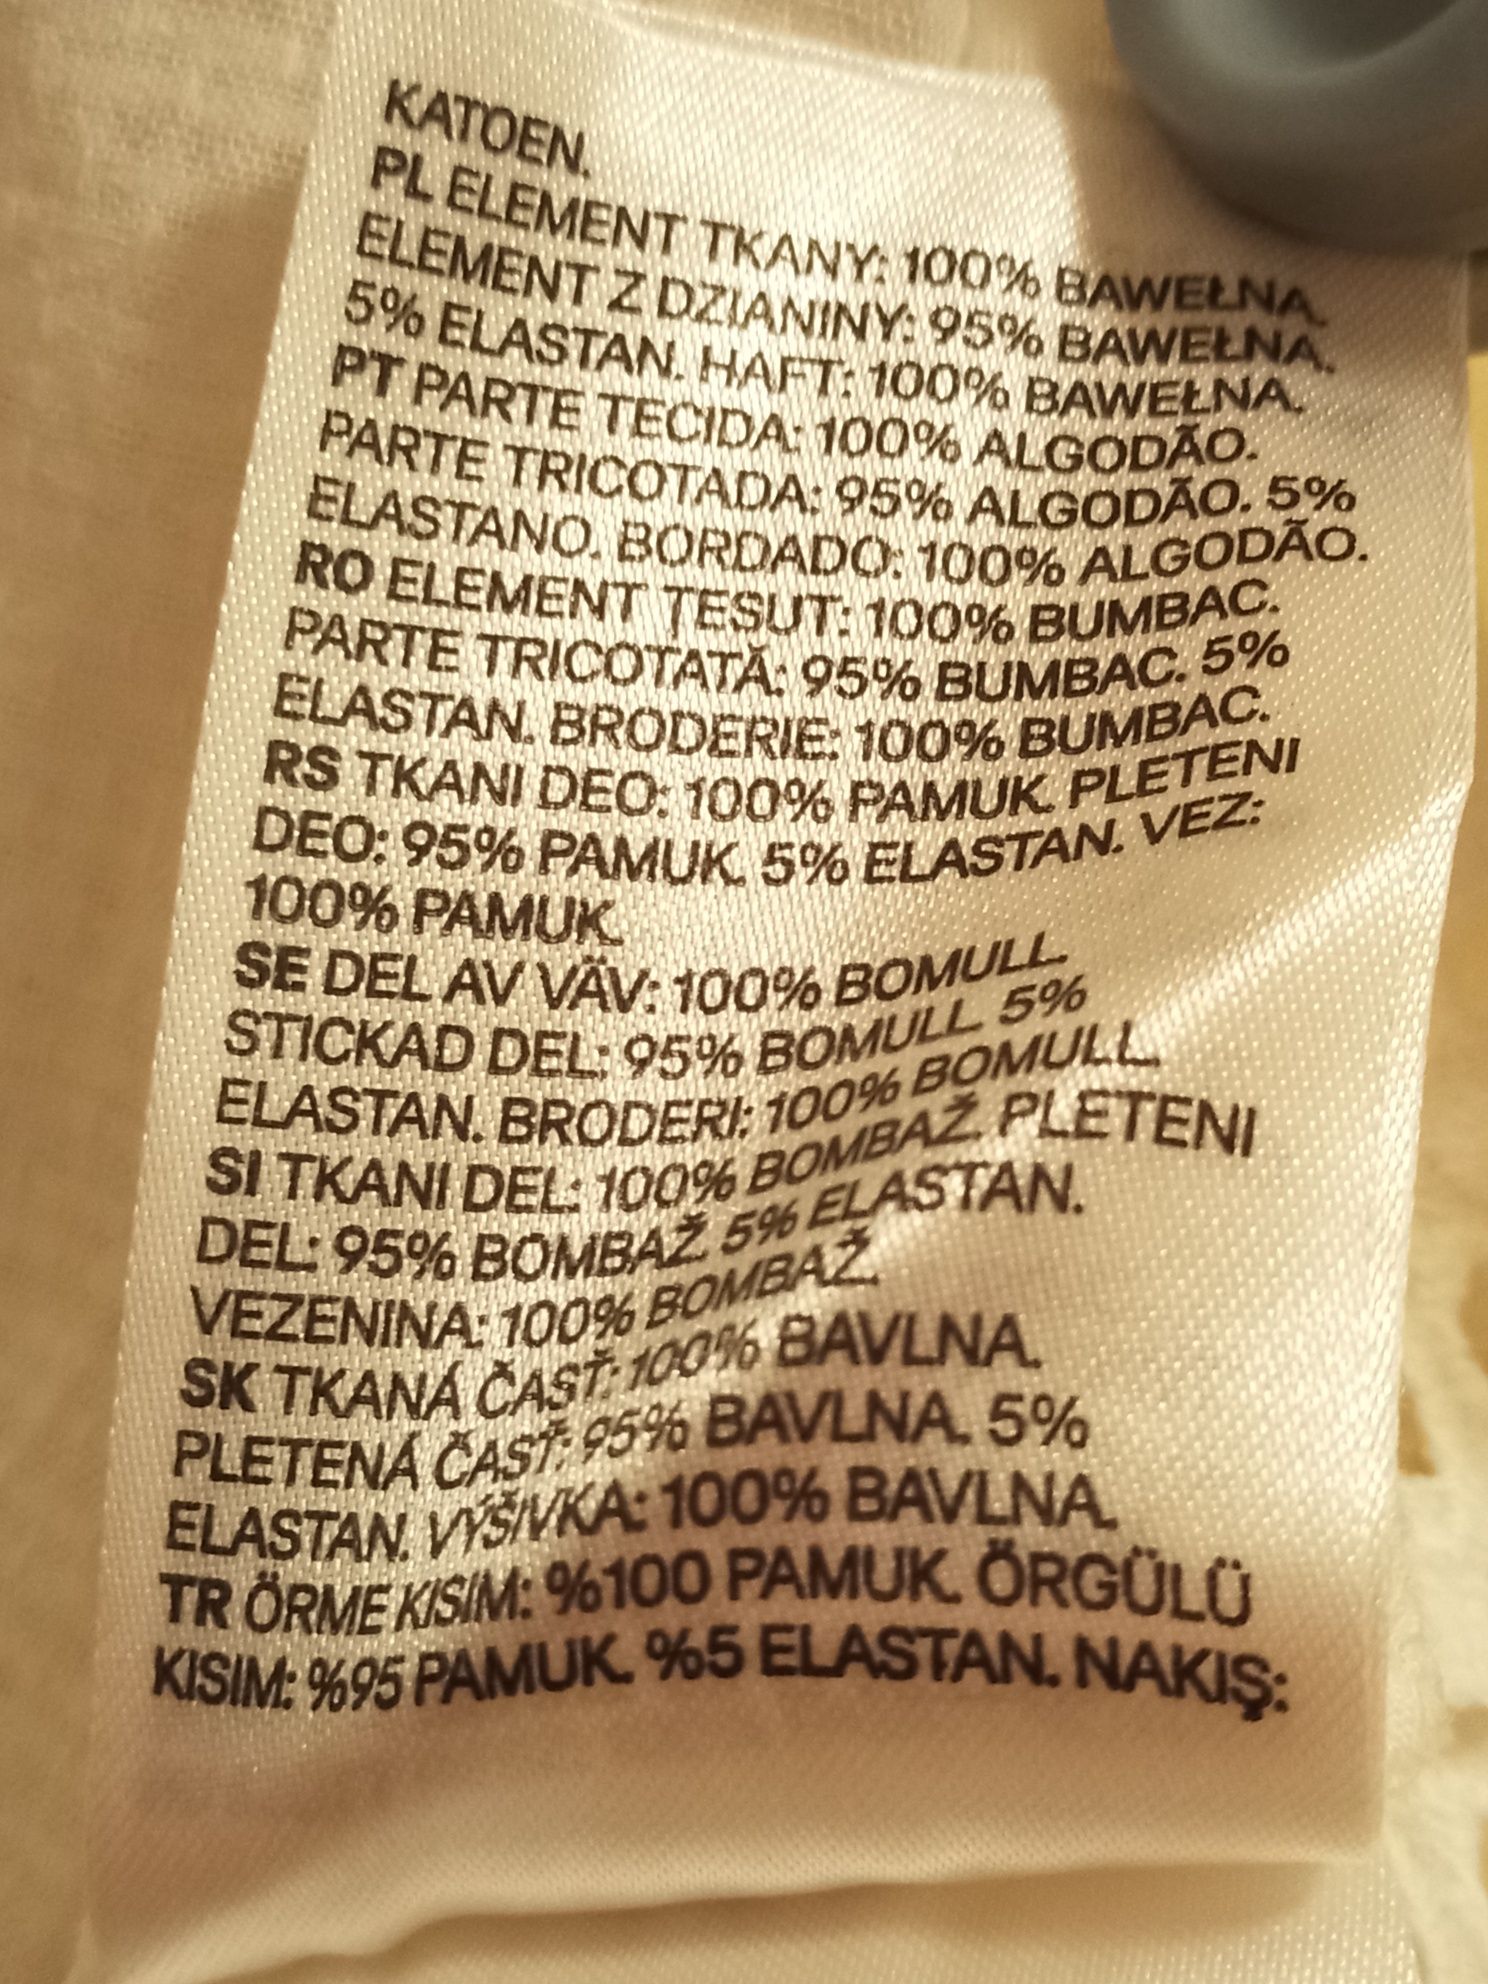 KATOEN.
PL ELEMENT TKANY: 100% BAWEŁNA.
ELEMENT Z DZIANINY: 95% BAWEŁNA.
5% ELASTAN. HAFT: 100% BAWEŁNA.
PT PARTE TECIDA: 100% ALGODÃO.
PARTE TRICOTADA: 95% ALGODÃO. 5%
ELASTANO. BORDADO: 100% ALGODÃO.
RO ELEMENT ȚESUT: 100% BUMBAC.
PARTE TRICOTATĂ: 95% BUMBAC. 5%
ELASTAN. BRODERIE: 100% BUMBAC.
RS TKANI DEO: 100% PAMUK. PLETENI
DEO: 95% PAMUK. 5% ELASTAN. VEZ:
100% PAMUK.
SE DEL AV VÄV: 100% BOMULL.
STICKAD DEL: 95% BOMULL. 5%
ELASTAN. BRODERI: 100% BOMULL.
SI TKANI DEL: 100% BOMBAŽ. PLETENI
DEL: 95% BOMBAŽ. 5% ELASTAN.
VEZENINA: 100% BOMBAŽ.
SK TKANÁ ČASŤ: 100% BAVLNA.
PLETENÁ ČASŤ: 95% BAVLNA. 5%
ELASTAN. VÝŠIVKA: 100% BAVLNA.
TR ÖRME KISIM: %100 PAMUK. ÖRGÜLÜ
KISIM: %95 PAMUK. %5 ELASTAN. NAKIŞ: